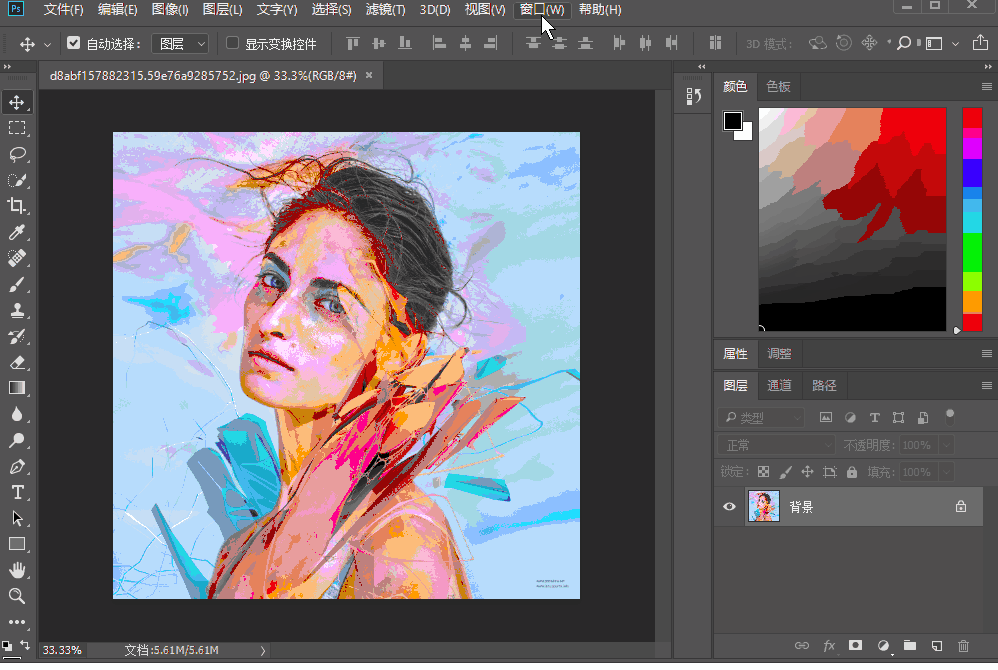 Ps 文件(F) 编辑(E) 图像(I) 图层(L) 文字(Y) 选择(S) 滤镜(T) 3D(D) 视图(V) 窗口(W) 帮助(H)
自动选择： 图层 显示变换控件 3D 模式：
d8abf157882315.59e76a9285752.jpg @ 33.3%(RGB/8#) ×
颜色 色板
属性 调整
图层 通道 路径
类型
正常 不透明度： 100%
锁定： 填充： 100%
背景
33.33% 文档:5.61M/5.61M